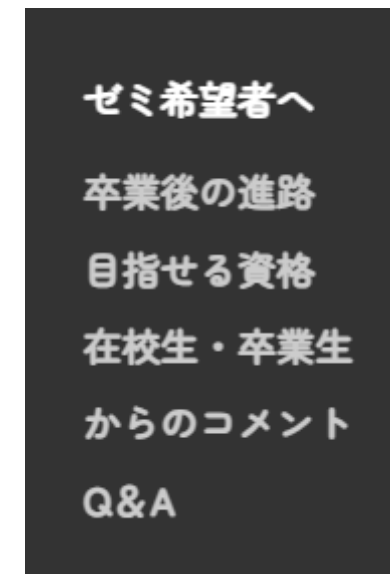 ゼミ希望者へ
卒業後の進路
目指せる資格
在校生・卒業生
からのコメント
Q&A